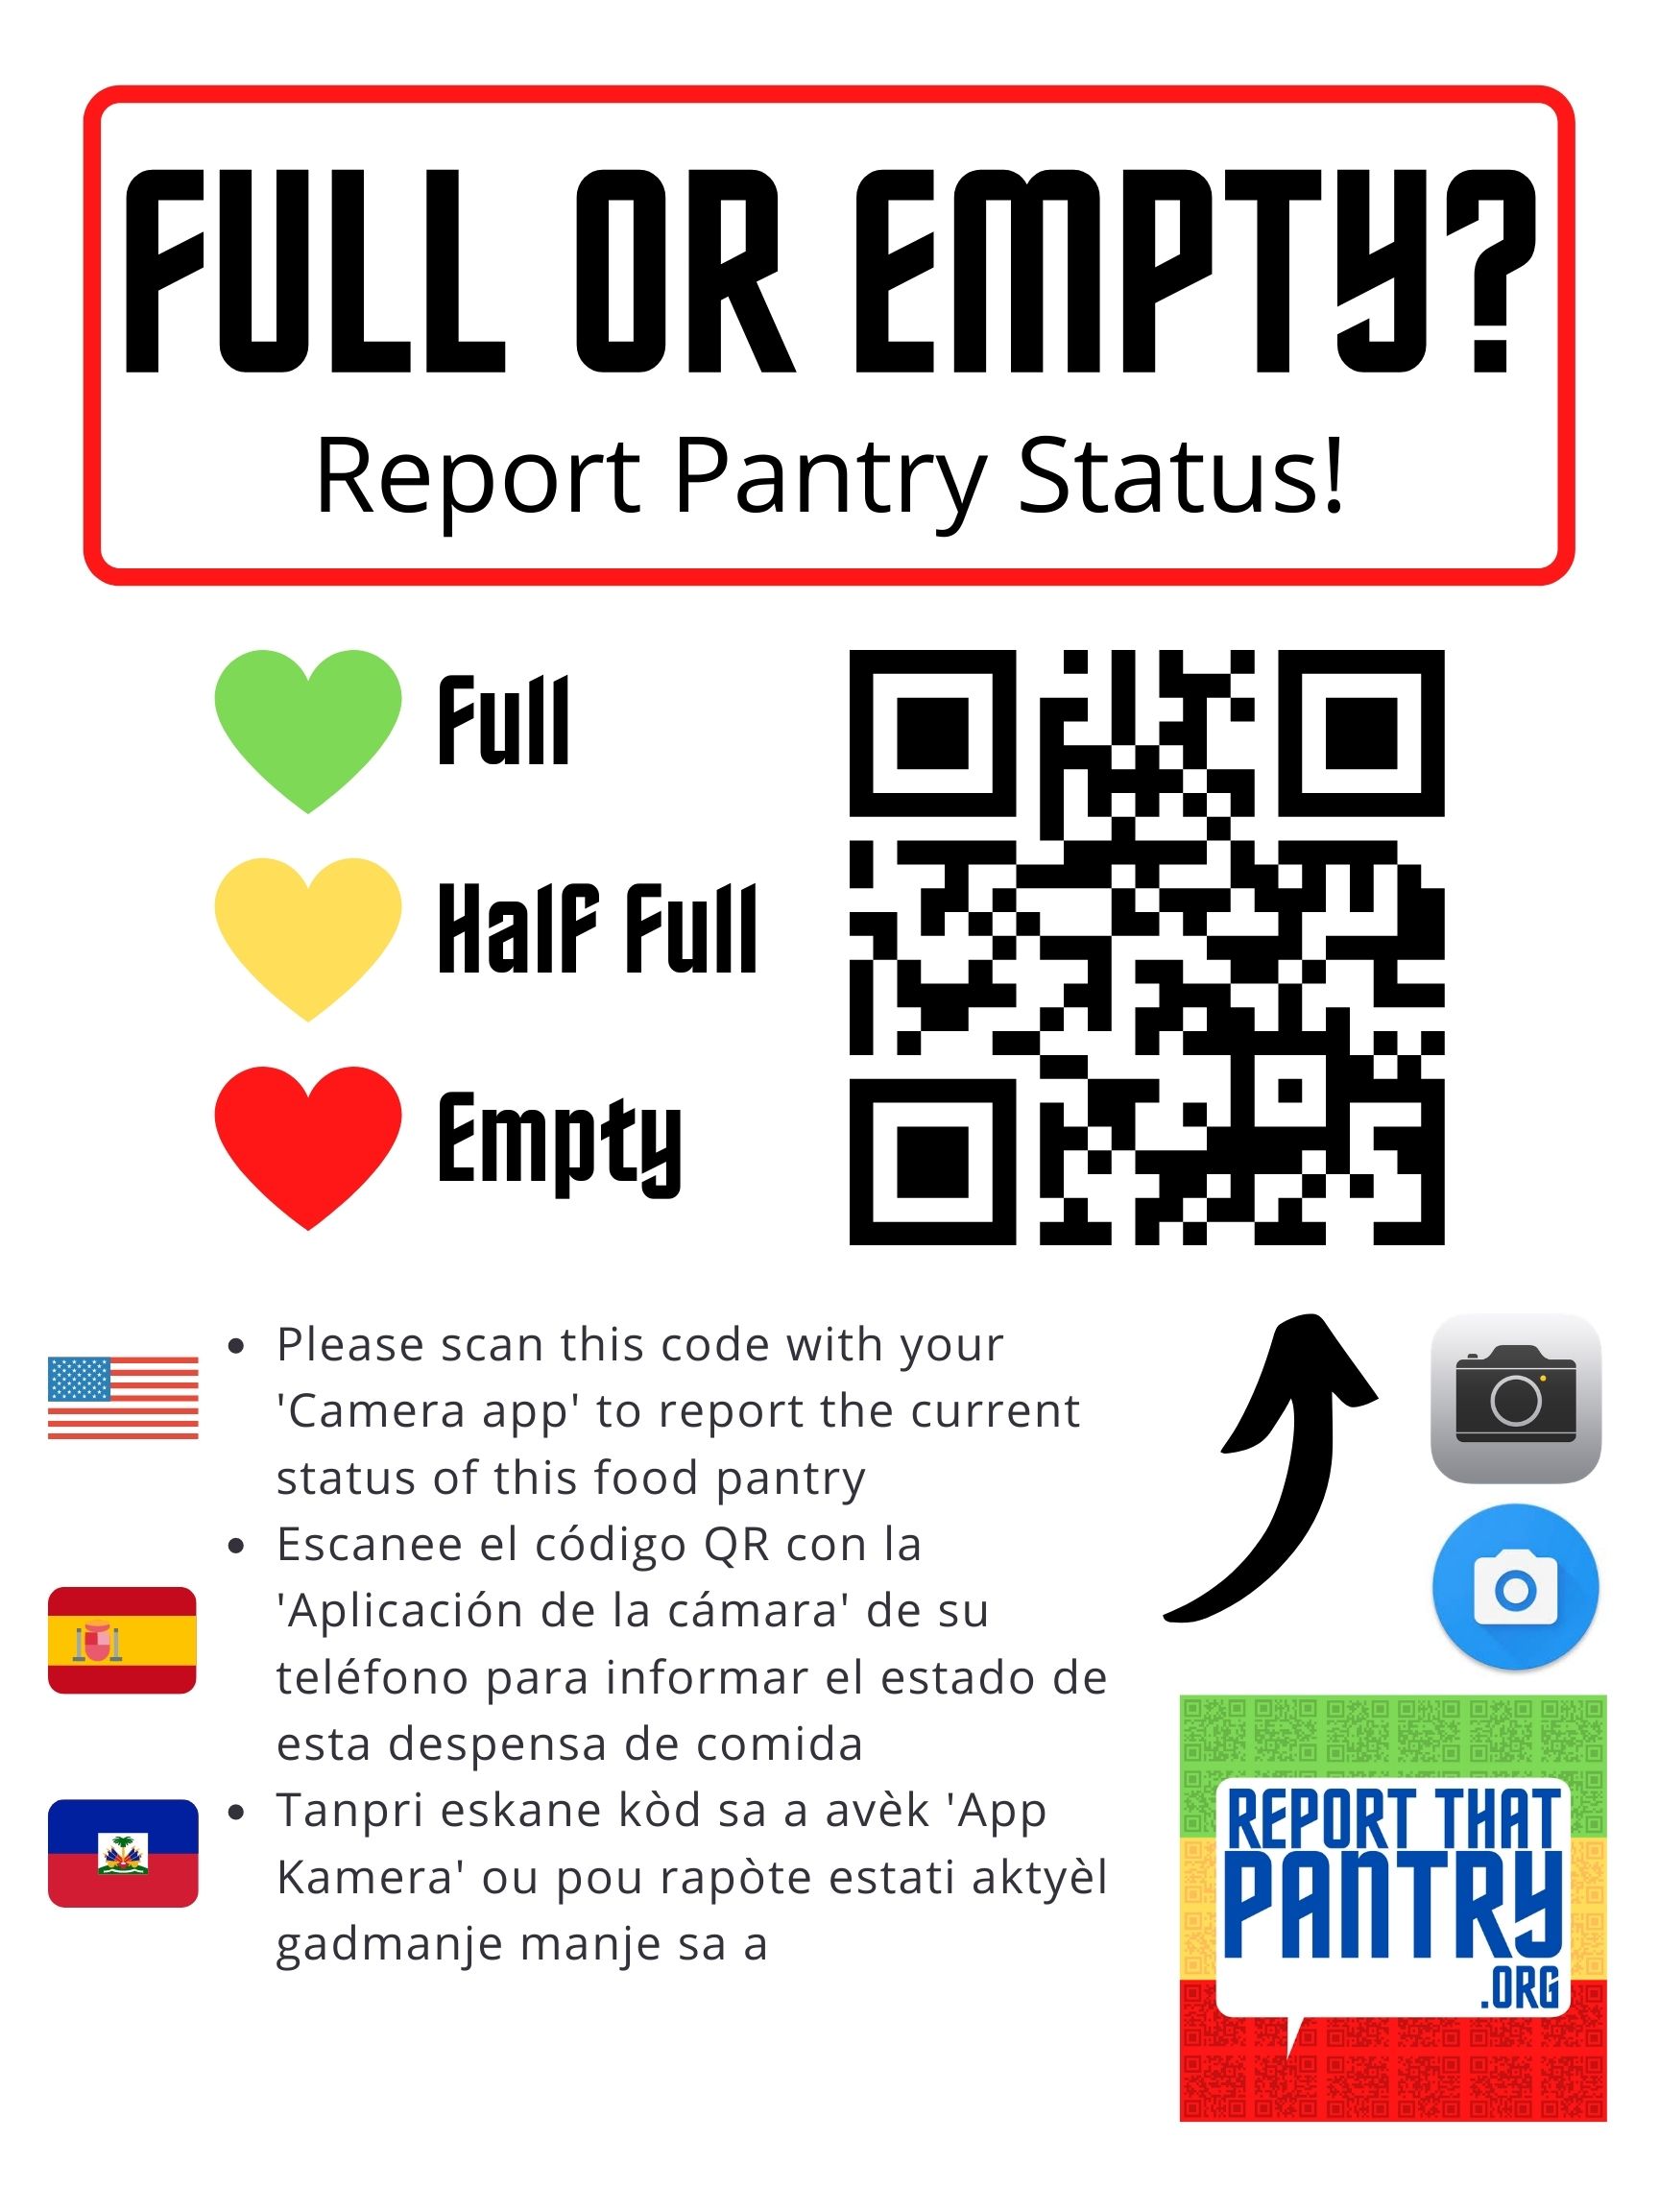 FULL OR EMPTY?
Report Pantry Status!
Full
Half Full
Empty
Please scan this code with your
'Camera app' to report the current
status of this food pantry
Escanee el código QR con la
'Aplicación de la cámara' de su
teléfono para informar el estado de
esta despensa de comida
Tanpri eskane kòd sa a avèk 'App
Kamera' ou pou rapòte estati aktyèl
gadmanje manje sa a
REPORT THAT
PANTRY
.ORG